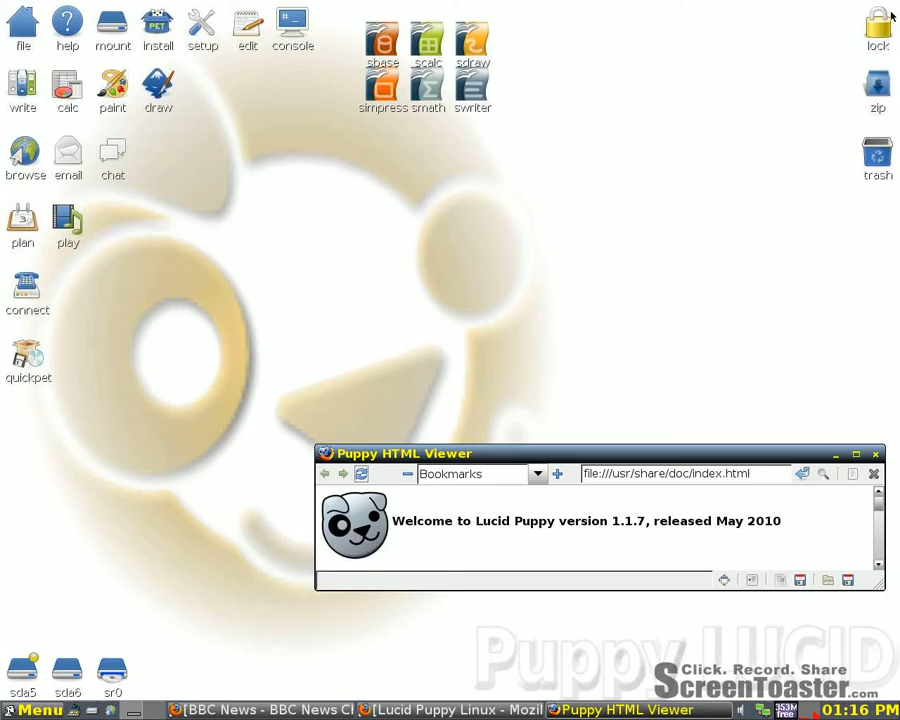 file help mount install setup edit console
sbase scalc sdraw
lock
write calc paint draw
simpress smath swriter
zip
browse email chat
trash
plan play
connect
quickpet
Puppy HTML Viewer
Bookmarks
file:///usr/share/doc/index.html
Welcome to Lucid Puppy version 1.1.7, released May 2010
Puppy LUCID
Click. Record. Share
ScreenToaster.com
sda5 sda6 sr0
Menu [BBC News - BBC News Cl [Lucid Puppy Linux - Mozil Puppy HTML Viewer 353M free 01:16 PM